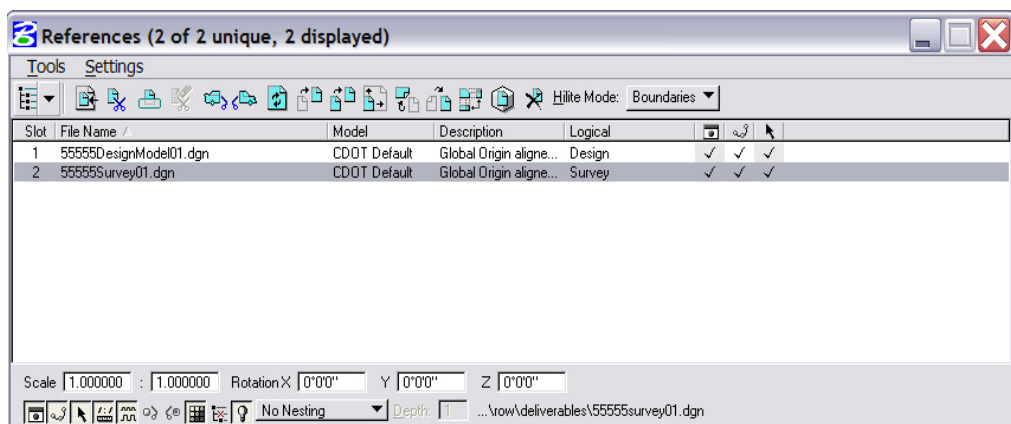 References (2 of 2 unique, 2 displayed)
Tools Settings
Hilite Mode: Boundaries
Slot File Name Model Description Logical
1 55555DesignModel01.dgn CDOT Default Global Origin aligne... Design
2 55555Survey01.dgn CDOT Default Global Origin aligne... Survey
Scale 1.000000 : 1.000000 Rotation X 0°0'0" Y 0°0'0" Z 0°0'0"
No Nesting Depth: 1 ...\row\deliverables\55555survey01.dgn